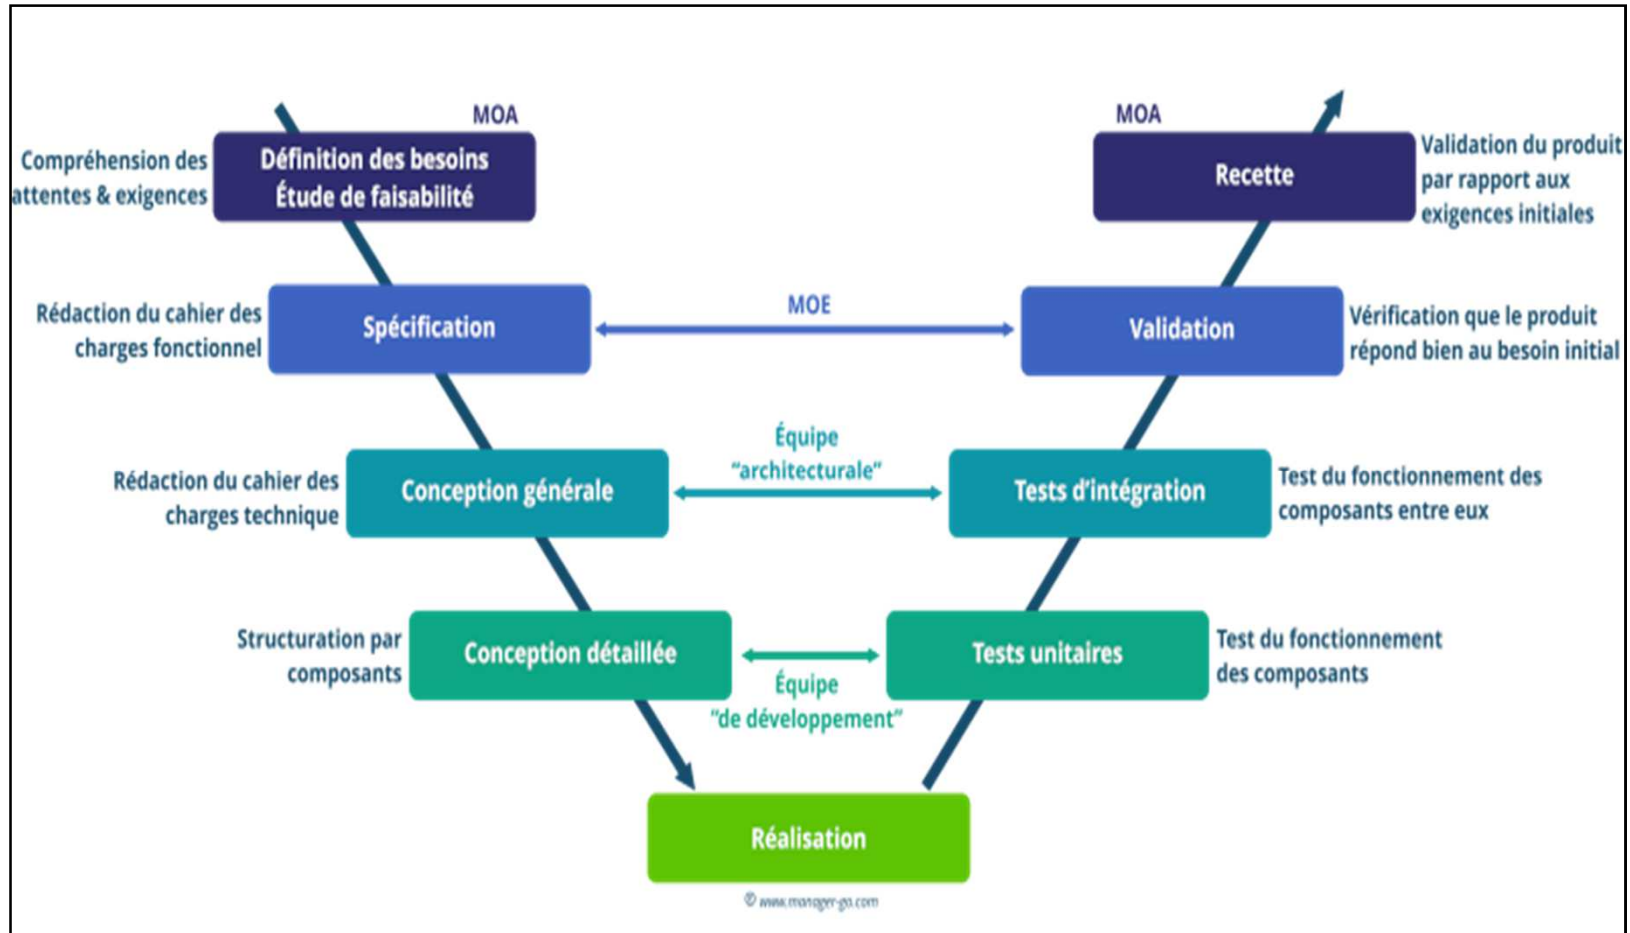 MOA
MOA
Compréhension des
attentes & exigences
Définition des besoins
Étude de faisabilité
Recette
Validation du produit
par rapport aux
exigences initiales
Rédaction du cahier des
charges fonctionnel
Spécification
MOE
Validation
Vérification que le produit
répond bien au besoin initial
Rédaction du cahier des
charges technique
Conception générale
Équipe
“architecturale”
Tests d’intégration
Test du fonctionnement des
composants entre eux
Structuration par
composants
Conception détaillée
Équipe
“de développement”
Tests unitaires
Test du fonctionnement
des composants
Réalisation
© www.manager-go.com